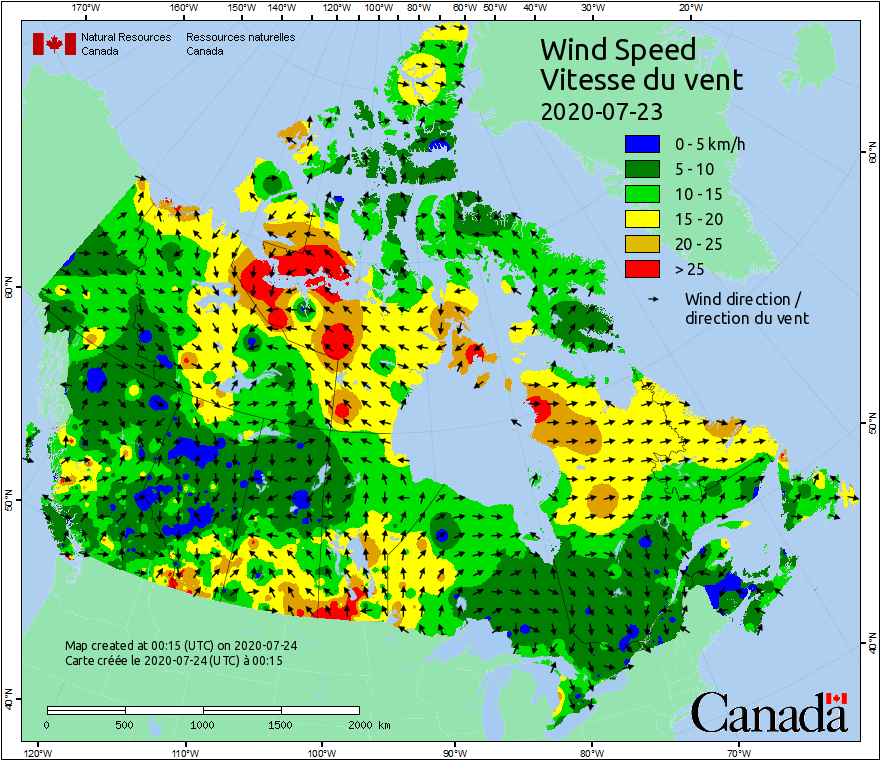 170°W 160°W 150°W 140°W 120°W 100°W 80°W 60°W 50°W 40°W 30°W 20°W
Natural Resources Canada
Ressources naturelles Canada
Wind Speed
Vitesse du vent
2020-07-23
0 - 5 km/h
5 - 10
10 - 15
15 - 20
20 - 25
> 25
Wind direction /
direction du vent
60°N
50°N
40°N
60°N
50°N
40°N
Map created at 00:15 (UTC) on 2020-07-24
Carte créée le 2020-07-24 (UTC) à 00:15
0 500 1000 1500 2000 km
Canada
120°W 110°W 100°W 90°W 80°W 70°W